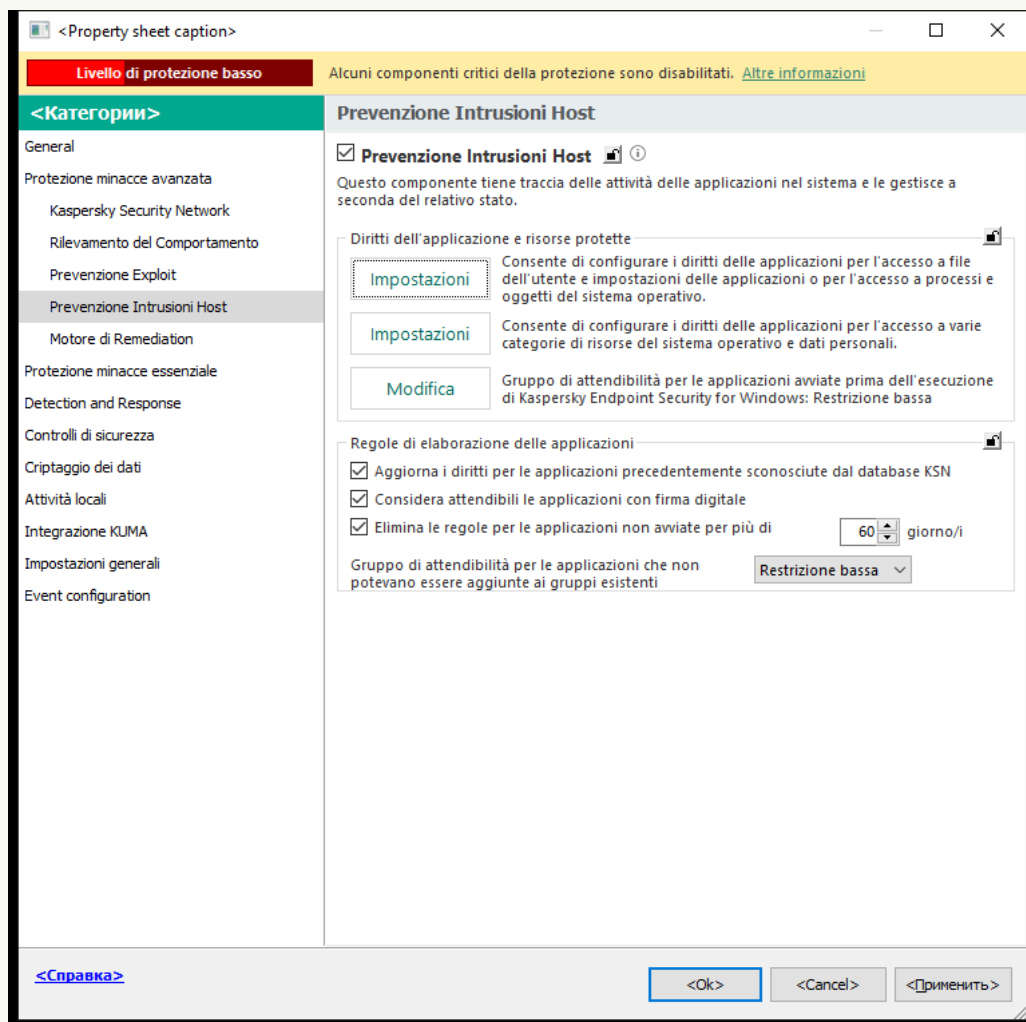 <Property sheet caption>
Livello di protezione basso
Alcuni componenti critici della protezione sono disabilitati. Altre informazioni
<Категории>
General
Protezione minacce avanzata
Kaspersky Security Network
Rilevamento del Comportamento
Prevenzione Exploit
Prevenzione Intrusioni Host
Motore di Remediation
Protezione minacce essenziale
Detection and Response
Controlli di sicurezza
Criptaggio dei dati
Attività locali
Integrazione KUMA
Impostazioni generali
Event configuration
Prevenzione Intrusioni Host
Prevenzione Intrusioni Host
Questo componente tiene traccia delle attività delle applicazioni nel sistema e le gestisce a
seconda del relativo stato.
Diritti dell'applicazione e risorse protette
Impostazioni
Consente di configurare i diritti delle applicazioni per l'accesso a file
dell'utente e impostazioni delle applicazioni o per l'accesso a processi e
oggetti del sistema operativo.
Impostazioni
Consente di configurare i diritti delle applicazioni per l'accesso a varie
categorie di risorse del sistema operativo e dati personali.
Modifica
Gruppo di attendibilità per le applicazioni avviate prima dell'esecuzione
di Kaspersky Endpoint Security for Windows: Restrizione bassa
Regole di elaborazione delle applicazioni
Aggiorna i diritti per le applicazioni precedentemente sconosciute dal database KSN
Considera attendibili le applicazioni con firma digitale
Elimina le regole per le applicazioni non avviate per più di 60 giorno/i
Gruppo di attendibilità per le applicazioni che non
potevano essere aggiunte ai gruppi esistenti
Restrizione bassa
<Справка>
<Ok>
<Cancel>
<Применить>